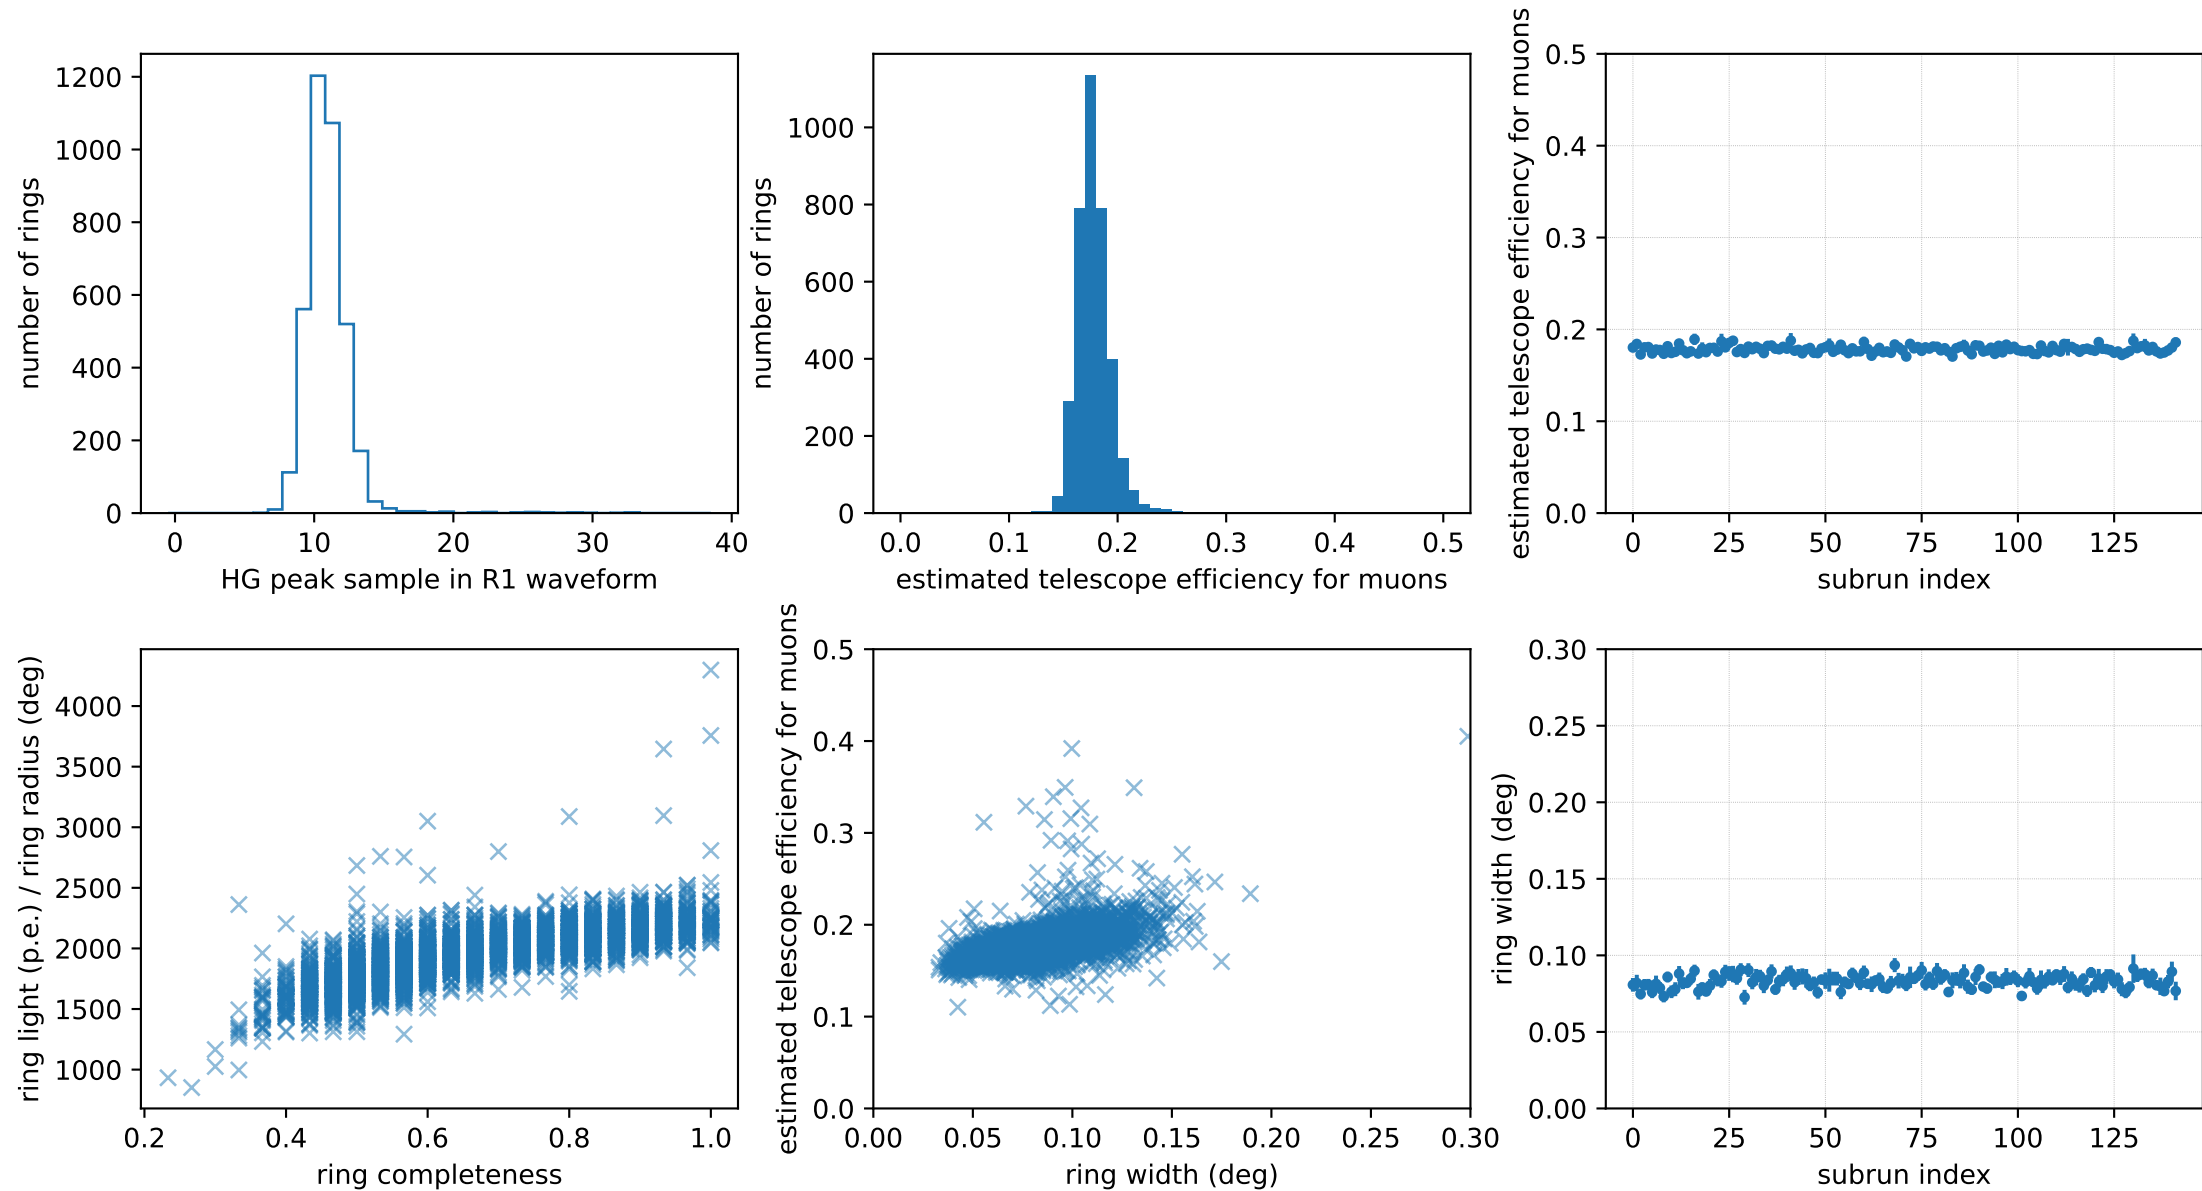 number of rings
1200
1000
800
600
400
200
0
0 10 20 30 40
HG peak sample in R1 waveform
number of rings
1000
800
600
400
200
0
0.0 0.1 0.2 0.3 0.4 0.5
estimated telescope efficiency for muons
estimated telescope efficiency for muons
0.5
0.4
0.3
0.2
0.1
0.0
0 25 50 75 100 125
subrun index
ring light (p.e.) / ring radius (deg)
4000
3500
3000
2500
2000
1500
1000
0.2 0.4 0.6 0.8 1.0
ring completeness
estimated telescope efficiency for muons
0.5
0.4
0.3
0.2
0.1
0.0
0.00 0.05 0.10 0.15 0.20 0.25 0.30
ring width (deg)
ring width (deg)
0.30
0.25
0.20
0.15
0.10
0.05
0.00
0 25 50 75 100 125
subrun index